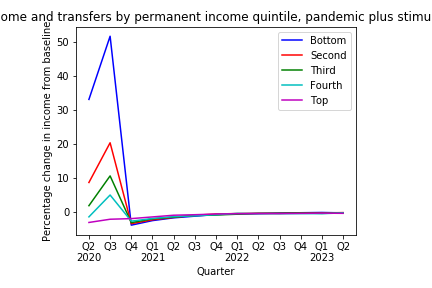 ome and transfers by permanent income quintile, pandemic plus stimu
Percentage change in income from baseline
50
40
30
20
10
0
Bottom
Second
Third
Fourth
Top
Q2 Q3 Q4 Q1 Q2 Q3 Q4 Q1 Q2 Q3 Q4 Q1 Q2
2020 2021 2022 2023
Quarter